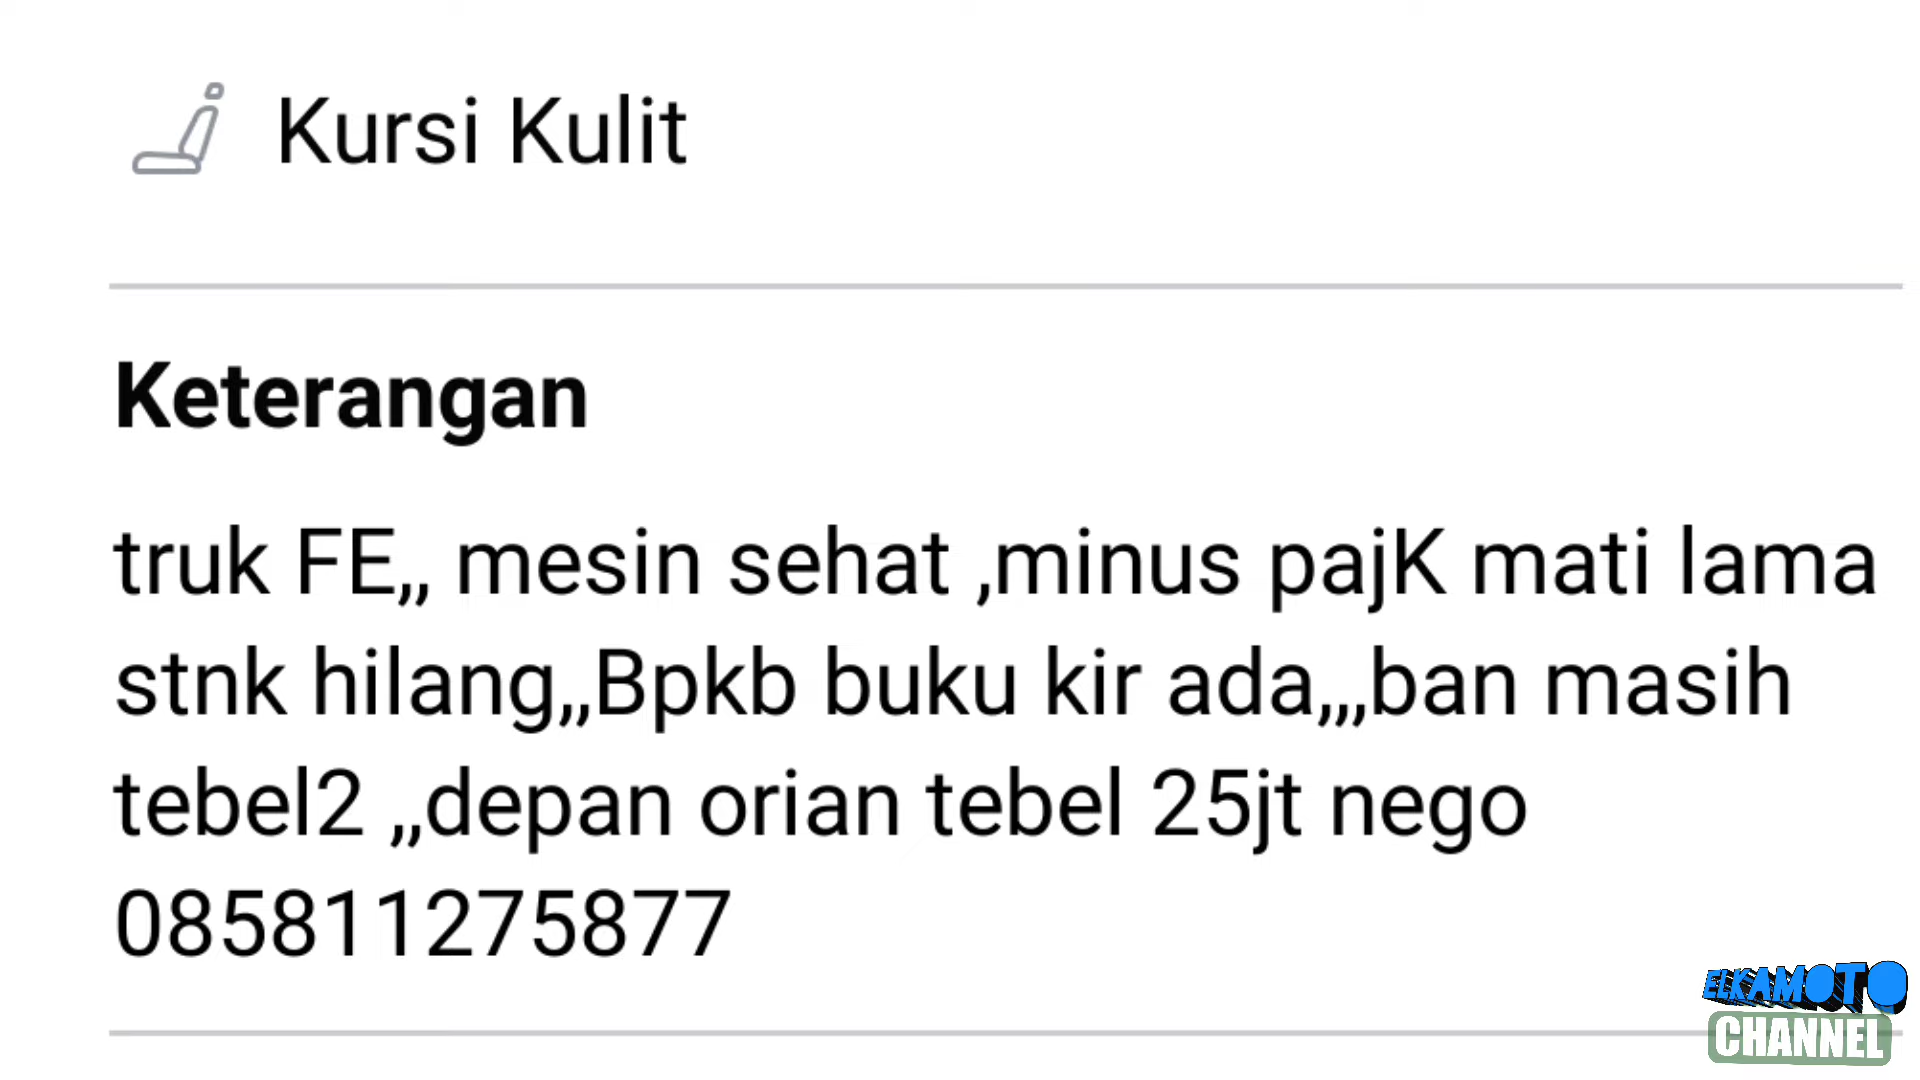 Kursi Kulit
Keterangan
truk FE,, mesin sehat ,minus pajK mati lama
stnk hilang,,Bpkb buku kir ada,,,ban masih
tebel2 ,,depan orian tebel 25jt nego
085811275877
ELKAMOTO
CHANNEL